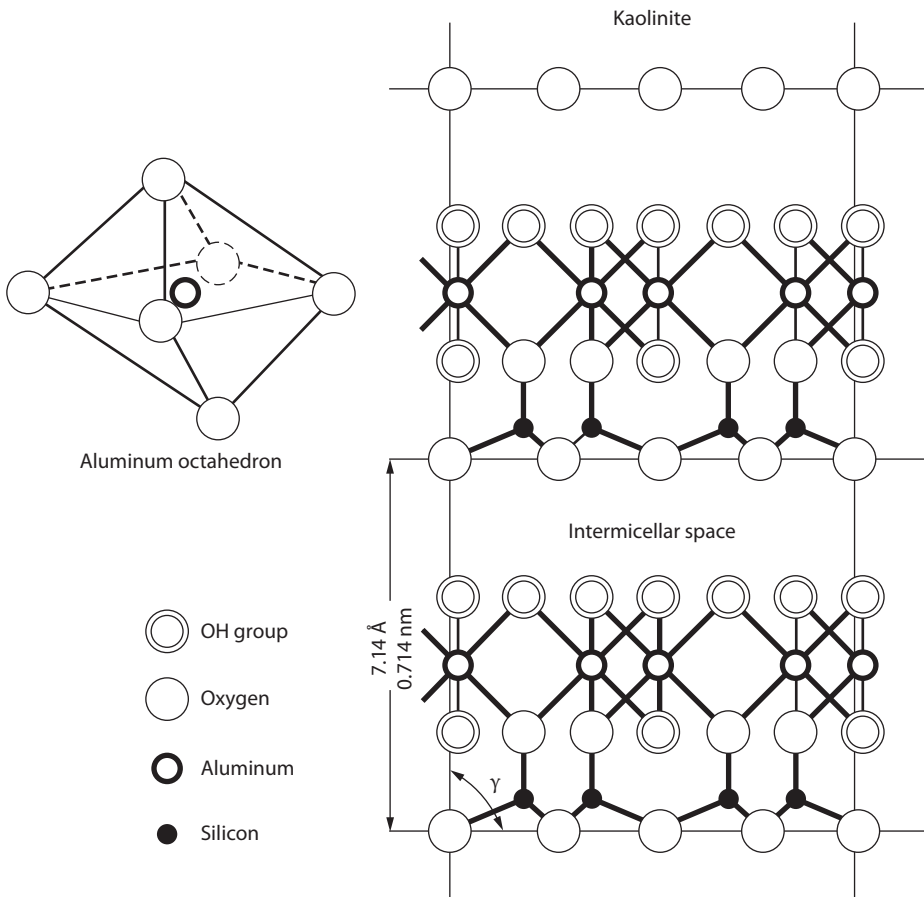 Kaolinite
Aluminum octahedron
Intermicellar space
7.14 Å
0.714 nm
γ
OH group
Oxygen
Aluminum
Silicon